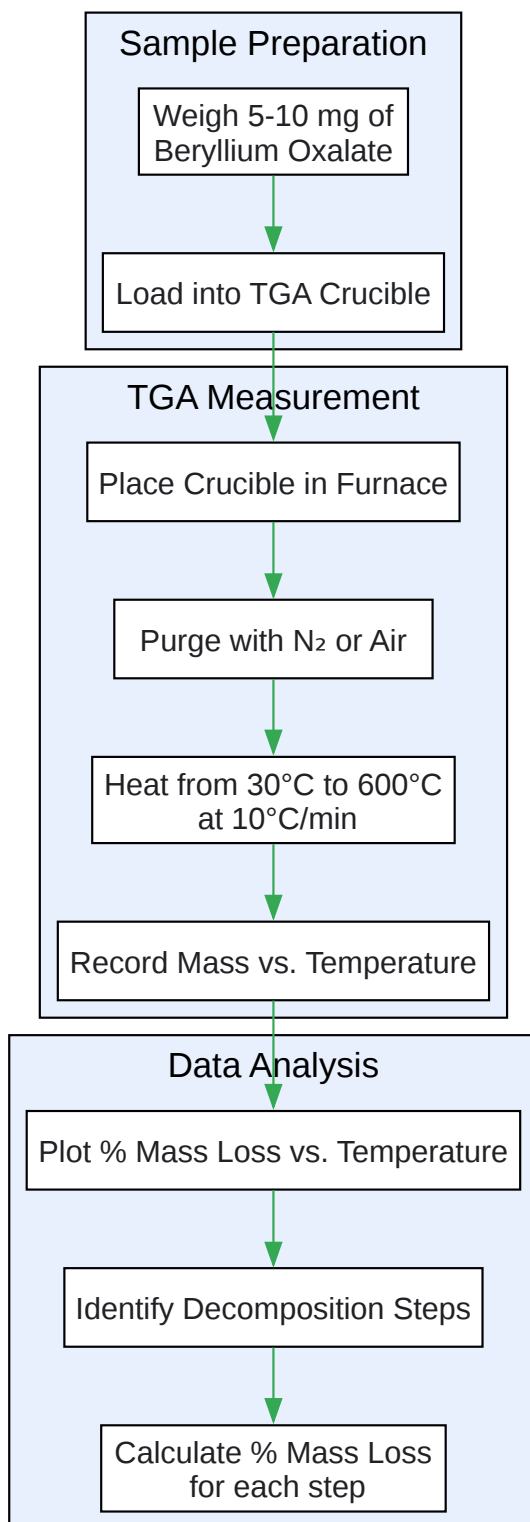 Sample Preparation
Weigh 5-10 mg of
Beryllium Oxalate
Load into TGA Crucible
TGA Measurement
Place Crucible in Furnace
Purge with N₂ or Air
Heat from 30°C to 600°C
at 10°C/min
Record Mass vs. Temperature
Data Analysis
Plot % Mass Loss vs. Temperature
Identify Decomposition Steps
Calculate % Mass Loss
for each step